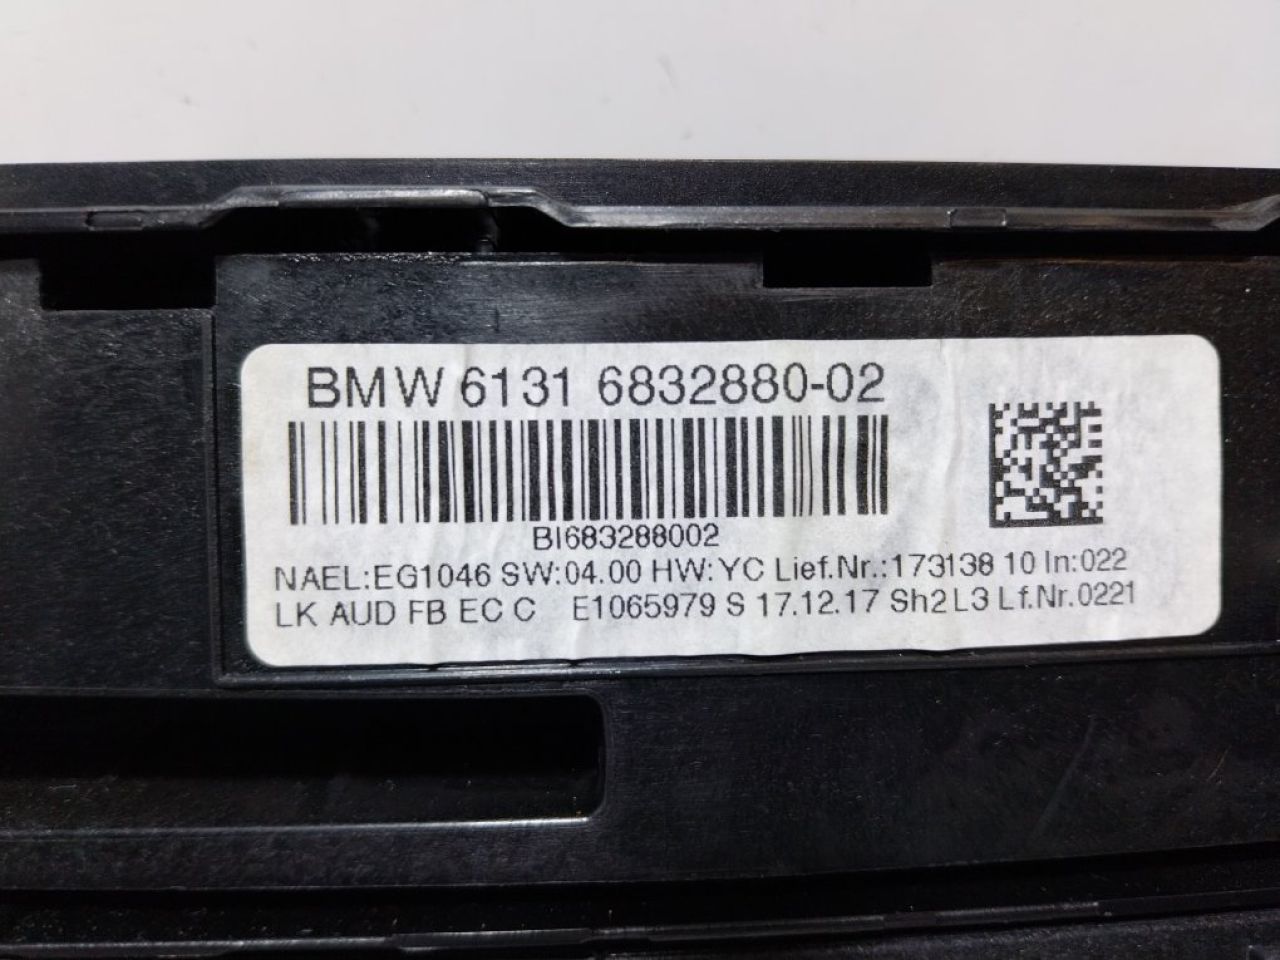 BMW 6131 6832880-02
BI683288002
NAEL:EG1046 SW:04.00 HW:YC Lief.Nr.:173138 10 In:022
LK AUD FB EC C E1065979 S 17.12.17 Sh2 L3 Lf.Nr.0221